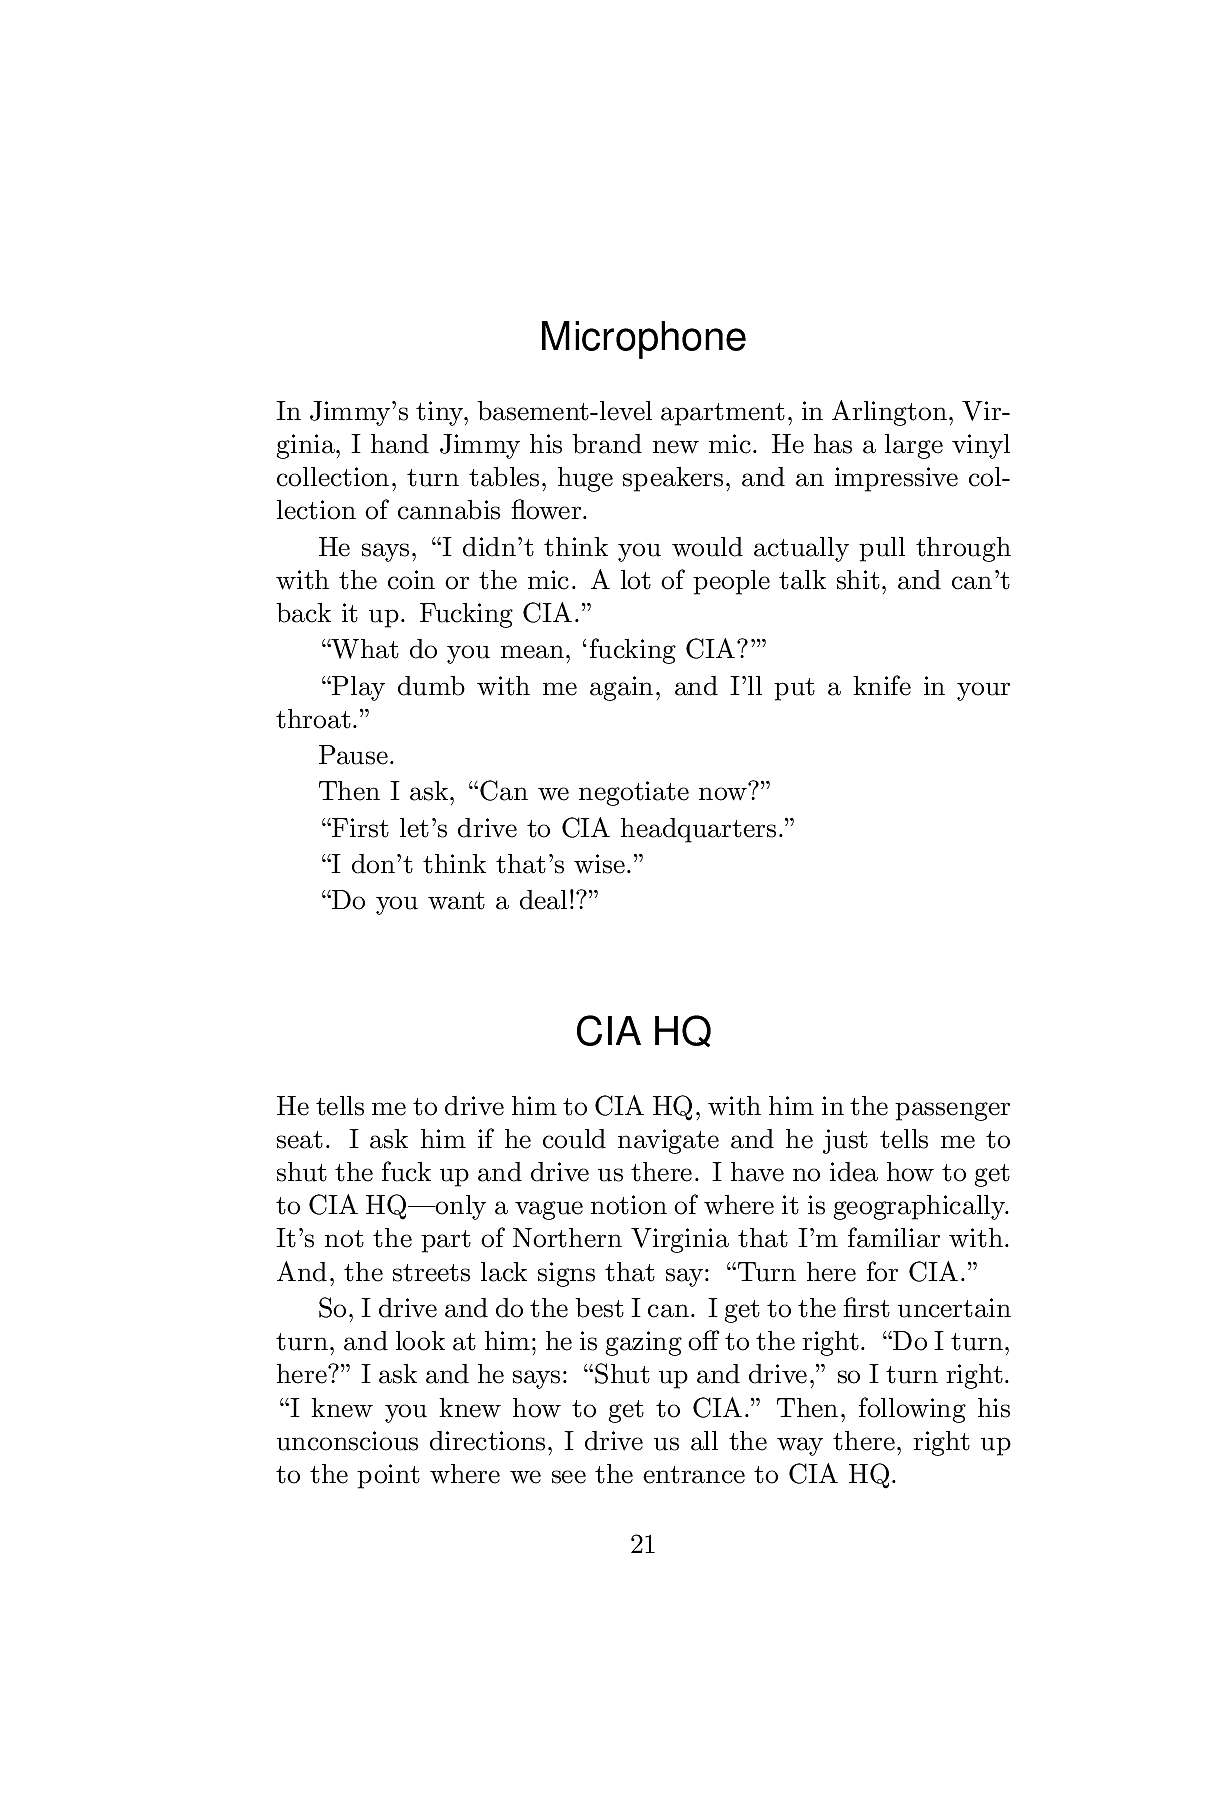 Microphone
In Jimmy’s tiny, basement-level apartment, in Arlington, Vir-
ginia, I hand Jimmy his brand new mic. He has a large vinyl
collection, turn tables, huge speakers, and an impressive col-
lection of cannabis flower.
He says, “I didn’t think you would actually pull through
with the coin or the mic. A lot of people talk shit, and can’t
back it up. Fucking CIA.”
“What do you mean, ‘fucking CIA?’”
“Play dumb with me again, and I’ll put a knife in your
throat.”
Pause.
Then I ask, “Can we negotiate now?”
“First let’s drive to CIA headquarters.”
“I don’t think that’s wise.”
“Do you want a deal!?”
CIA HQ
He tells me to drive him to CIA HQ, with him in the passenger
seat. I ask him if he could navigate and he just tells me to
shut the fuck up and drive us there. I have no idea how to get
to CIA HQ—only a vague notion of where it is geographically.
It’s not the part of Northern Virginia that I’m familiar with.
And, the streets lack signs that say: “Turn here for CIA.”
So, I drive and do the best I can. I get to the first uncertain
turn, and look at him; he is gazing off to the right. “Do I turn,
here?” I ask and he says: “Shut up and drive,” so I turn right.
“I knew you knew how to get to CIA.” Then, following his
unconscious directions, I drive us all the way there, right up
to the point where we see the entrance to CIA HQ.
21